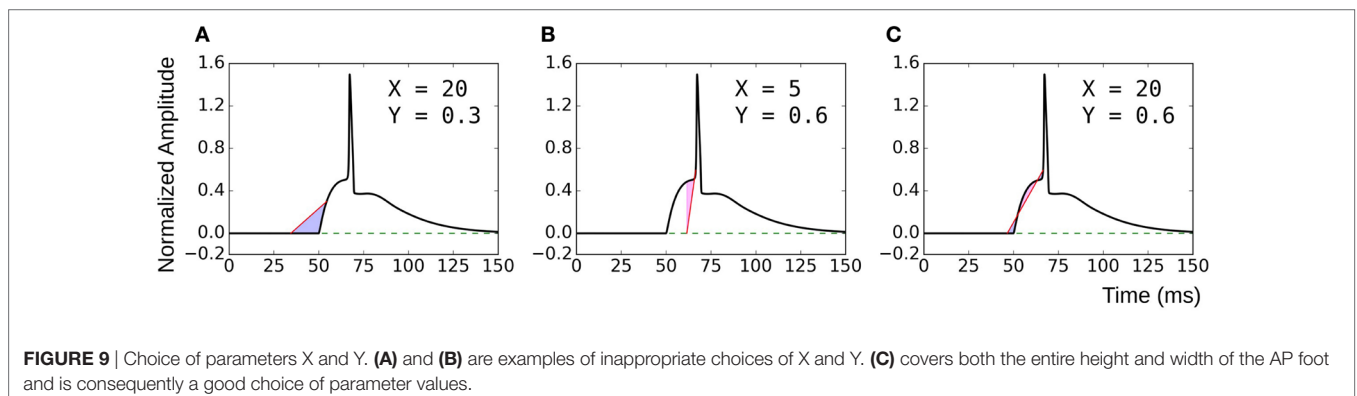 A
B
C
Normalized Amplitude
1.6
1.2
0.8
0.4
0.0
−0.2
0 25 50 75 100 125 150
X = 20
Y = 0.3
1.6
1.2
0.8
0.4
0.0
−0.2
0 25 50 75 100 125 150
X = 5
Y = 0.6
1.6
1.2
0.8
0.4
0.0
−0.2
0 25 50 75 100 125 150
X = 20
Y = 0.6
Time (ms)
FIGURE 9 | Choice of parameters X and Y. (A) and (B) are examples of inappropriate choices of X and Y. (C) covers both the entire height and width of the AP foot
and is consequently a good choice of parameter values.